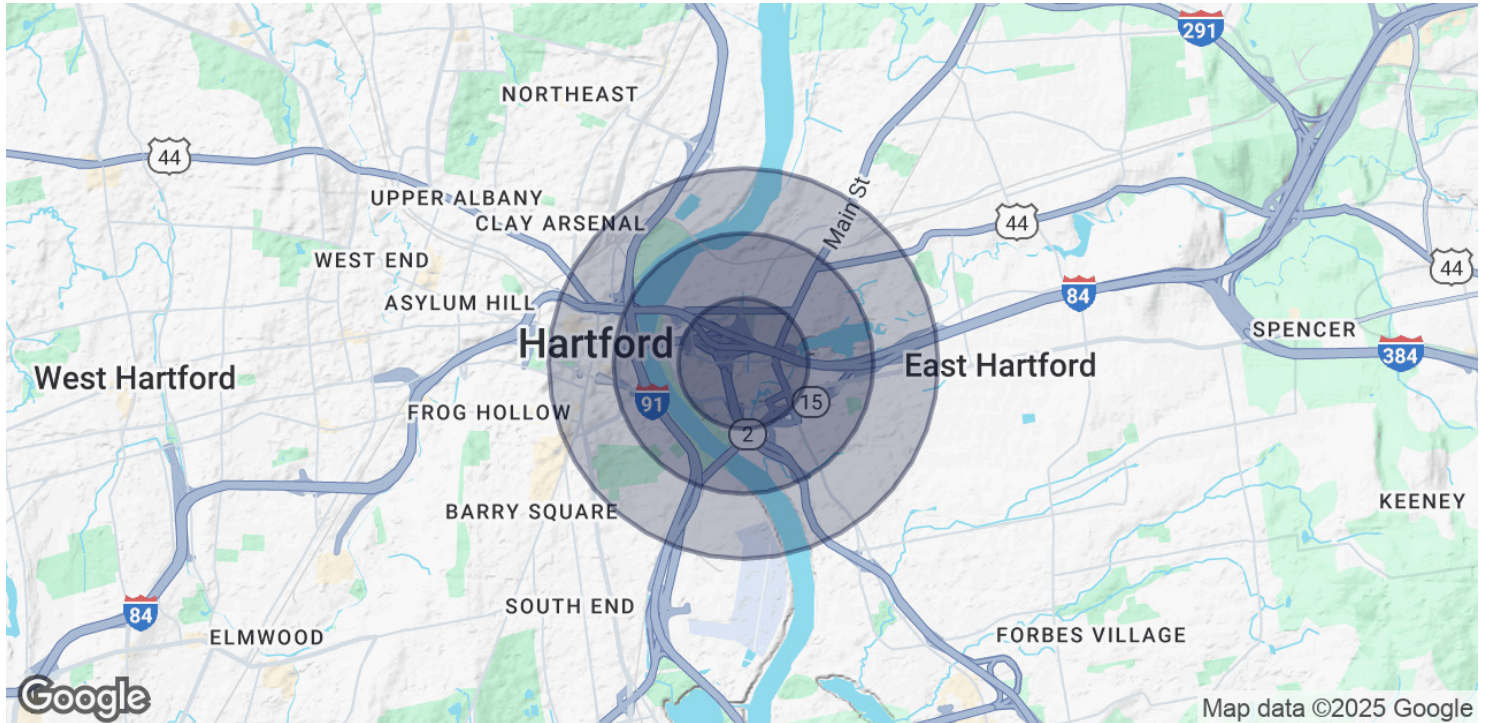 291
NORTHEAST
44
UPPER ALBANY
CLAY ARSENAL
Main St
44
WEST END
44
84
ASYLUM HILL
SPENCER
Hartford
384
East Hartford
West Hartford
91
15
FROG HOLLOW
2
KEENEY
BARRY SQUARE
SOUTH END
84
ELMWOOD
FORBES VILLAGE
Google
Map data ©2025 Google